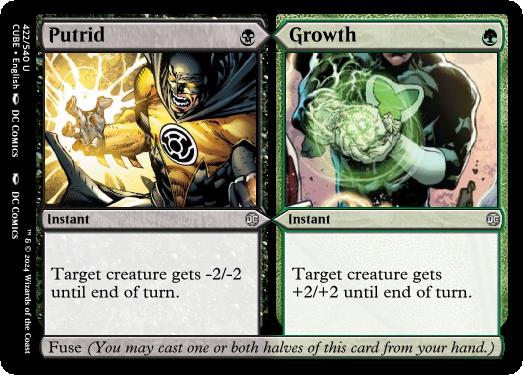 Putrid
Instant
Target creature gets -2/-2
until end of turn.
Growth
Instant
Target creature gets
+2/+2 until end of turn.
Fuse (You may cast one or both halves of this card from your hand.)
422/540 U
CUBE • English DC COMICS
DC COMICS
™ & © 2024 Wizards of the Coast
DC
DC